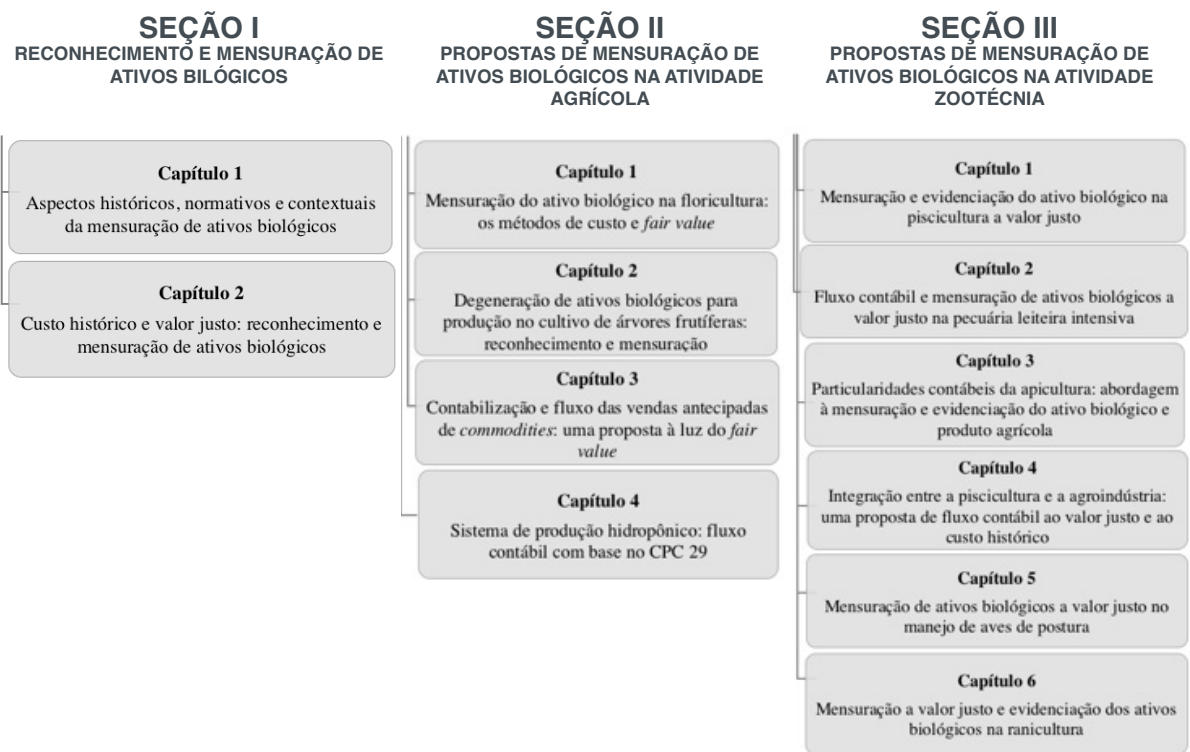 SEÇÃO I
RECONHECIMENTO E MENSURAÇÃO DE
ATIVOS BILÓGICOS
Capítulo 1
Aspectos históricos, normativos e contextuais
da mensuração de ativos biológicos
Capítulo 2
Custo histórico e valor justo: reconhecimento e
mensuração de ativos biológicos
SEÇÃO II
PROPOSTAS DE MENSURAÇÃO DE
ATIVOS BIOLÓGICOS NA ATIVIDADE
AGRÍCOLA
Capítulo 1
Mensuração do ativo biológico na floricultura:
os métodos de custo e fair value
Capítulo 2
Degeneração de ativos biológicos para
produção no cultivo de árvores frutíferas:
reconhecimento e mensuração
Capítulo 3
Contabilização e fluxo das vendas antecipadas
de commodities: uma proposta à luz do fair
value
Capítulo 4
Sistema de produção hidropônico: fluxo
contábil com base no CPC 29
SEÇÃO III
PROPOSTAS DE MENSURAÇÃO DE
ATIVOS BIOLÓGICOS NA ATIVIDADE
ZOOTÉCNIA
Capítulo 1
Mensuração e evidenciação do ativo biológico na
piscicultura a valor justo
Capítulo 2
Fluxo contábil e mensuração de ativos biológicos a
valor justo na pecuária leiteira intensiva
Capítulo 3
Particularidades contábeis da apicultura: abordagem
à mensuração e evidenciação do ativo biológico e
produto agrícola
Capítulo 4
Integração entre a piscicultura e a agroindústria:
uma proposta de fluxo contábil ao valor justo e ao
custo histórico
Capítulo 5
Mensuração de ativos biológicos a valor justo no
manejo de aves de postura
Capítulo 6
Mensuração a valor justo e evidenciação dos ativos
biológicos na ranicultura